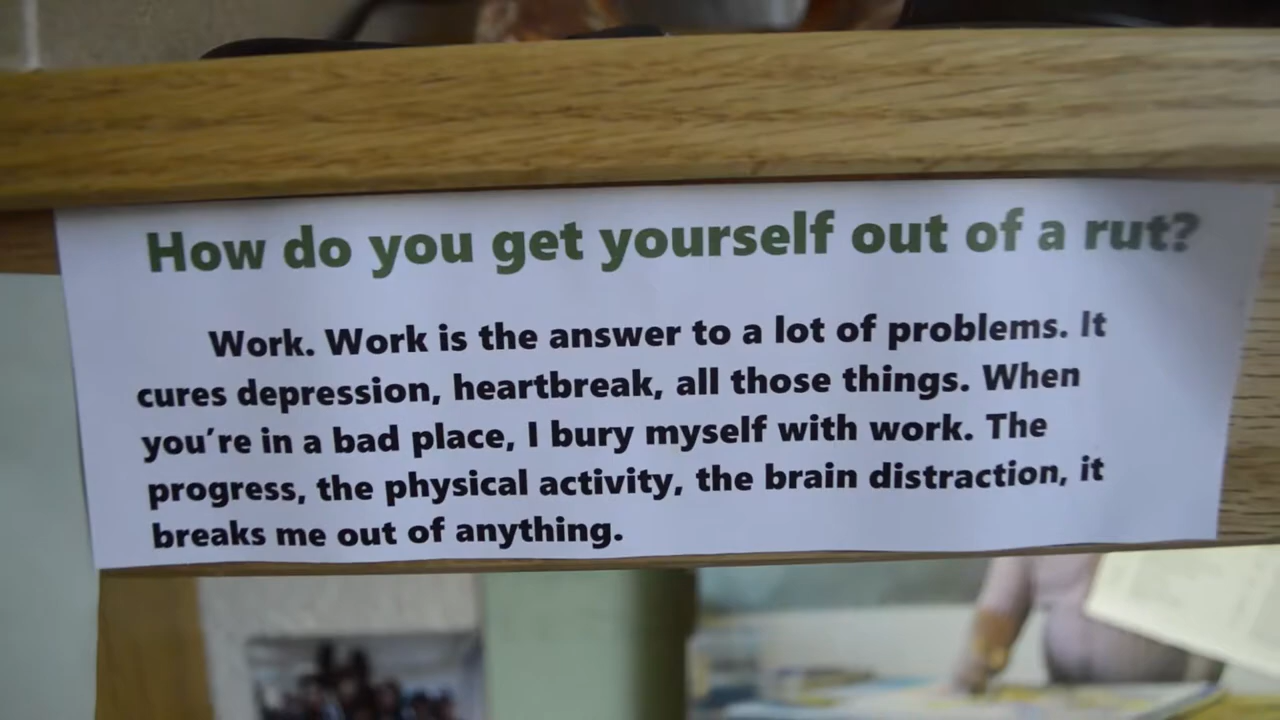 How do you get yourself out of a rut?
Work. Work is the answer to a lot of problems. It
cures depression, heartbreak, all those things. When
you're in a bad place, I bury myself with work. The
progress, the physical activity, the brain distraction, it
breaks me out of anything.